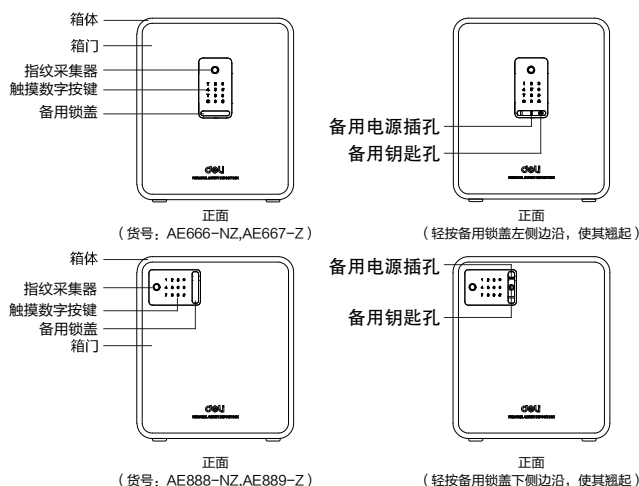 箱体
箱门
指纹采集器
触摸数字按键
备用锁盖
deli
正面
（货号：AE666-NZ,AE667-Z）
备用电源插孔
备用钥匙孔
deli
正面
（轻按备用锁盖左侧边沿，使其翘起）
箱体
指纹采集器
触摸数字按键
备用锁盖
箱门
deli
正面
（货号：AE888-NZ,AE889-Z）
备用电源插孔
备用钥匙孔
deli
正面
（轻按备用锁盖下侧边沿，使其翘起）